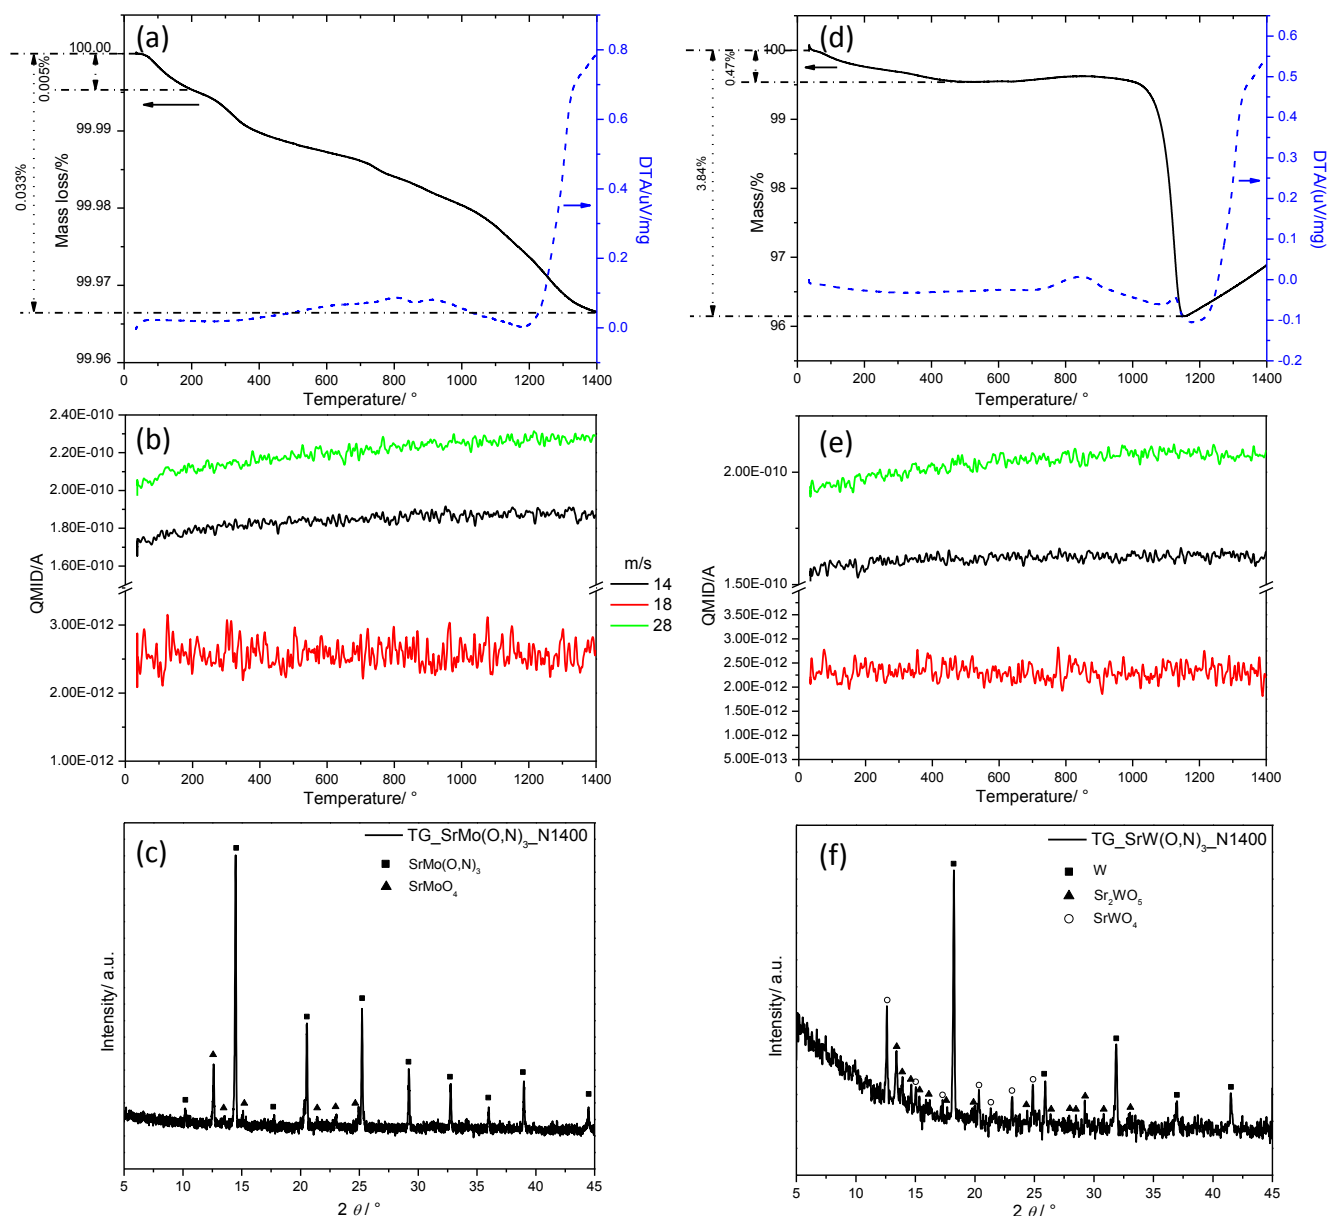 (a)
100.00
99.99
99.98
99.97
99.96
Mass loss/%
0.005%
0.033%
0.8
0.6
0.4
0.2
0.0
DTA/uV/mg
0 200 400 600 800 1000 1200 1400
Temperature/ °
(d)
100
99
98
97
96
Mass/%
0.47%
3.84%
0.6
0.5
0.4
0.3
0.2
0.1
0.0
-0.1
-0.2
DTA/(uV/mg)
0 200 400 600 800 1000 1200 1400
Temperature/ °
(b)
2.40E-010
2.20E-010
2.00E-010
1.80E-010
1.60E-010
3.00E-012
2.00E-012
1.00E-012
QMID/A
0 200 400 600 800 1000 1200 1400
Temperature/ °
m/s
14
18
28
(e)
2.00E-010
1.50E-010
3.50E-012
3.00E-012
2.50E-012
2.00E-012
1.50E-012
1.00E-012
5.00E-013
QMID/A
0 200 400 600 800 1000 1200 1400
Temperature/ °
(c)
TG_SrMo(O,N)₃_N1400
SrMo(O,N)₃
SrMoO₄
Intensity/ a.u.
5 10 15 20 25 30 35 40 45
2 θ / °
(f)
TG_SrW(O,N)₃_N1400
W
Sr₂WO₅
SrWO₄
Intensity/ a.u.
5 10 15 20 25 30 35 40 45
2 θ / °